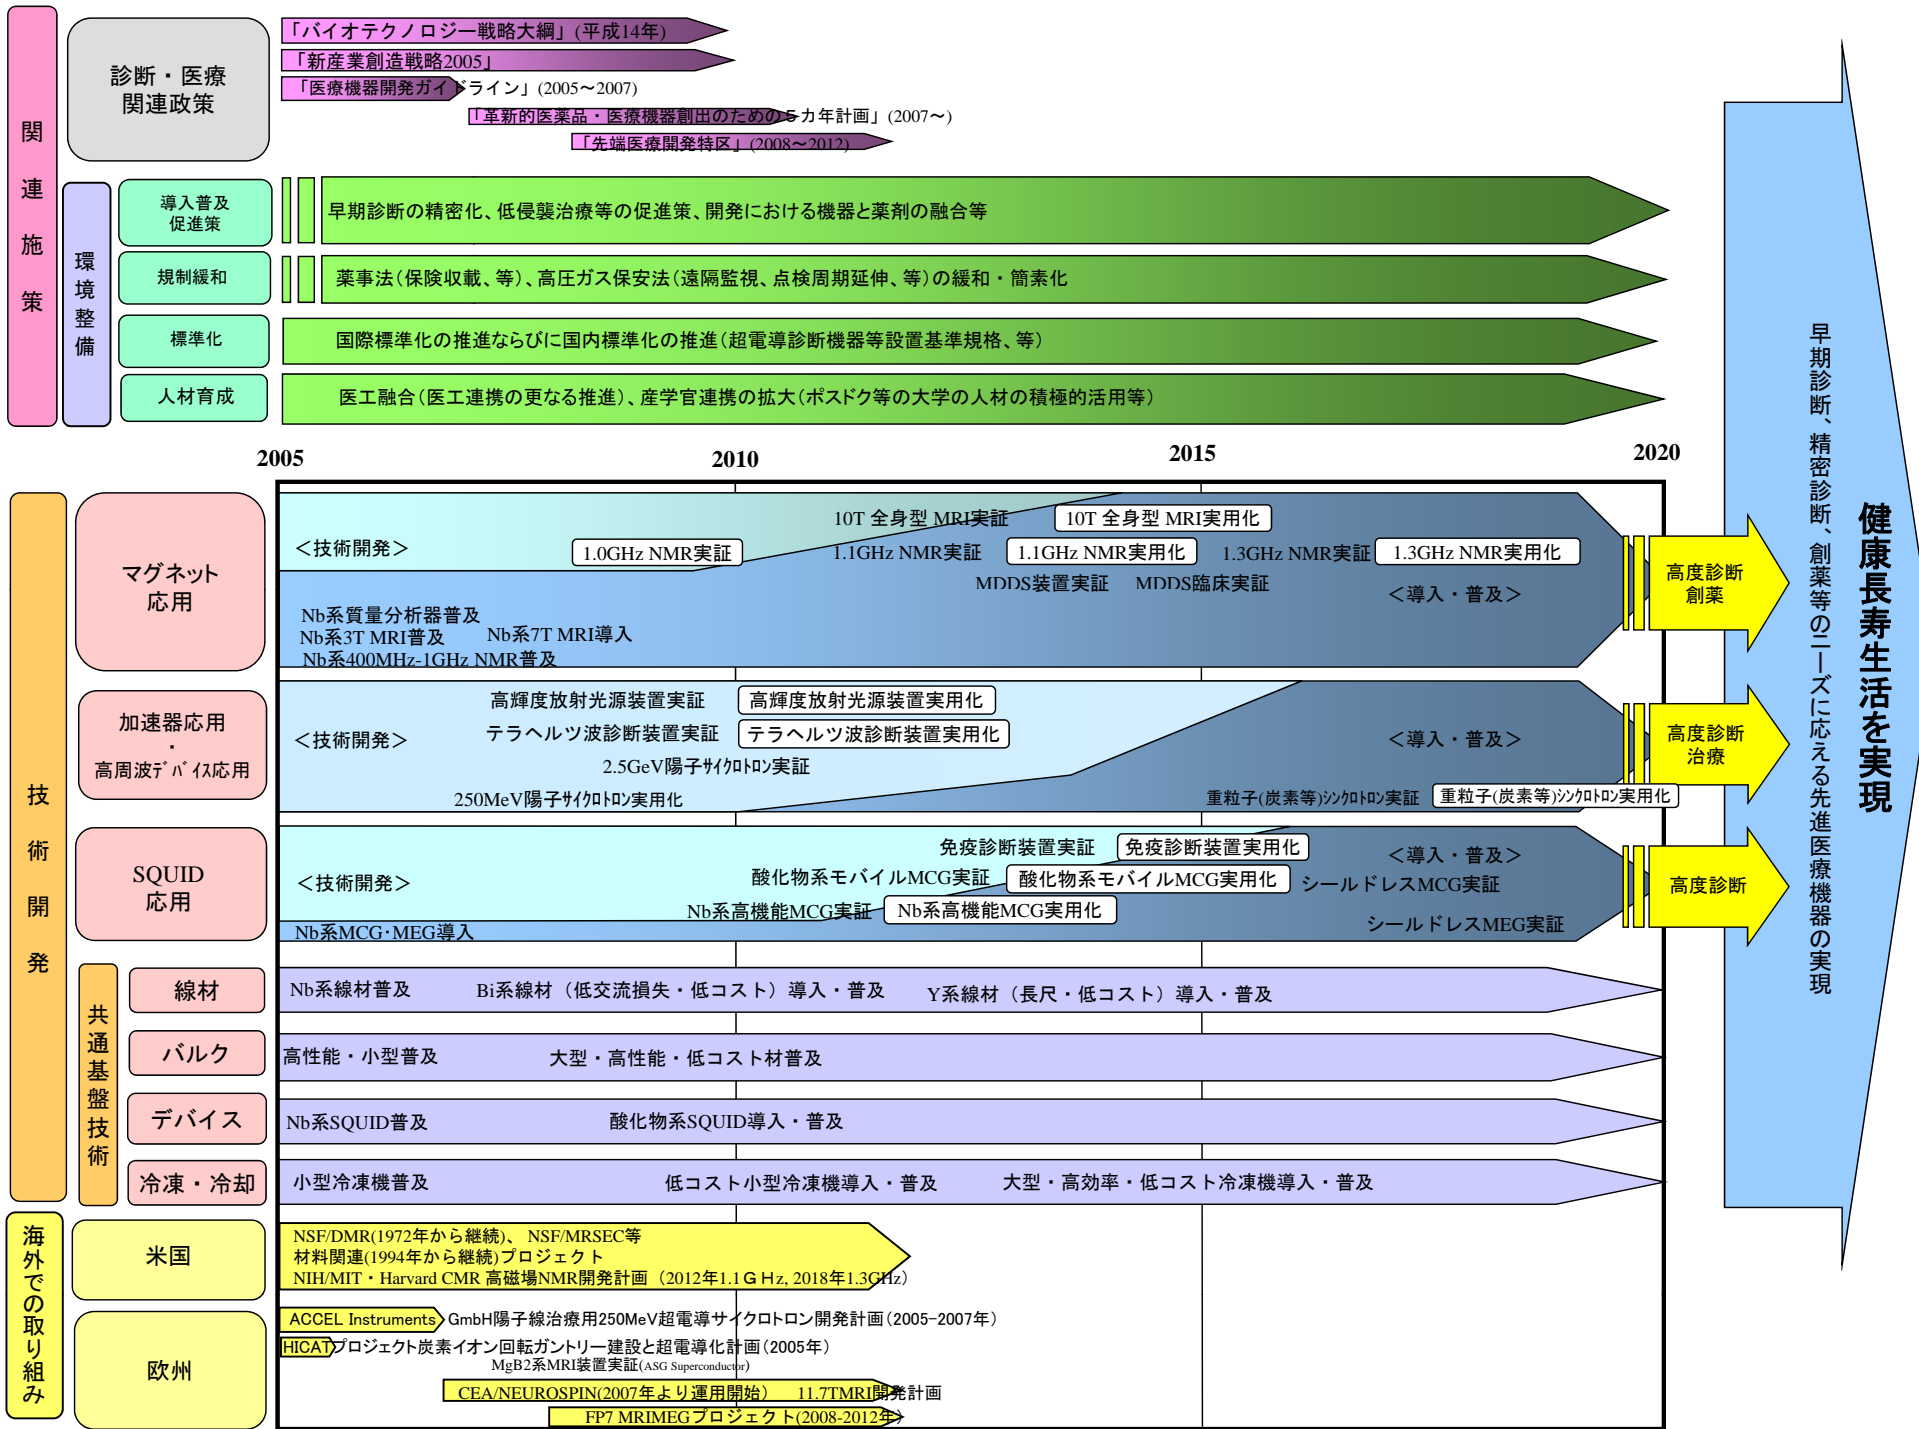 関連施策
診断・医療
関連政策
「バイオテクノロジー戦略大綱」(平成14年)
「新産業創造戦略2005」
「医療機器開発ガイドライン」(2005～2007)
「革新的医薬品・医療機器創出のための５カ年計画」(2007～)
「先端医療開発特区」(2008～2012)
環境整備
導入普及
促進策
早期診断の精密化、低侵襲治療等の促進策、開発における機器と薬剤の融合等
規制緩和
薬事法(保険収載、等)、高圧ガス保安法(遠隔監視、点検周期延伸、等)の緩和・簡素化
標準化
国際標準化の推進ならびに国内標準化の推進(超電導診断機器等設置基準規格、等)
人材育成
医工融合(医工連携の更なる推進)、産学官連携の拡大(ポスドク等の大学の人材の積極的活用等)
2005
2010
2015
2020
技術開発
マグネット
応用
＜技術開発＞
10T 全身型 MRI実証
10T 全身型 MRI実用化
1.0GHz NMR実証
1.1GHz NMR実証
1.1GHz NMR実用化
1.3GHz NMR実証
1.3GHz NMR実用化
MDDS装置実証
MDDS臨床実証
＜導入・普及＞
Nb系質量分析器普及
Nb系3T MRI普及
Nb系7T MRI導入
Nb系400MHz-1GHz NMR普及
高度診断
創薬
加速器応用
・
高周波ﾃﾞﾊﾞｲｽ応用
高輝度放射光源装置実証
高輝度放射光源装置実用化
＜技術開発＞
テラヘルツ波診断装置実証
テラヘルツ波診断装置実用化
＜導入・普及＞
2.5GeV陽子ｻｲｸﾛﾄﾛﾝ実証
250MeV陽子ｻｲｸﾛﾄﾛﾝ実用化
重粒子(炭素等)ｼﾝｸﾛﾄﾛﾝ実証
重粒子(炭素等)ｼﾝｸﾛﾄﾛﾝ実用化
高度診断
治療
SQUID
応用
免疫診断装置実証
免疫診断装置実用化
＜導入・普及＞
＜技術開発＞
酸化物系モバイルMCG実証
酸化物系モバイルMCG実用化
シールドレスMCG実証
Nb系高機能MCG実証
Nb系高機能MCG実用化
シールドレスMEG実証
Nb系MCG・MEG導入
高度診断
共通基盤技術
線材
Nb系線材普及
Bi系線材（低交流損失・低コスト）導入・普及
Y系線材（長尺・低コスト）導入・普及
バルク
高性能・小型普及
大型・高性能・低コスト材普及
デバイス
Nb系SQUID普及
酸化物系SQUID導入・普及
冷凍・冷却
小型冷凍機普及
低コスト小型冷凍機導入・普及
大型・高効率・低コスト冷凍機導入・普及
海外での取り組み
米国
NSF/DMR(1972年から継続)、 NSF/MRSEC等
材料関連(1994年から継続)プロジェクト
NIH/MIT・Harvard CMR 高磁場NMR開発計画（2012年1.1ＧHz, 2018年1.3GHz）
欧州
ACCEL Instruments GmbH陽子線治療用250MeV超電導サイクロトロン開発計画(2005-2007年)
HICATプロジェクト炭素イオン回転ガントリー建設と超電導化計画(2005年)
MgB2系MRI装置実証(ASG Superconductor)
CEA/NEUROSPIN(2007年より運用開始)　11.7TMRI開発計画
FP7 MRIMEGプロジェクト(2008-2012年)
早期診断、精密診断、創薬等のニーズに応える先進医療機器の実現
健康長寿生活を実現